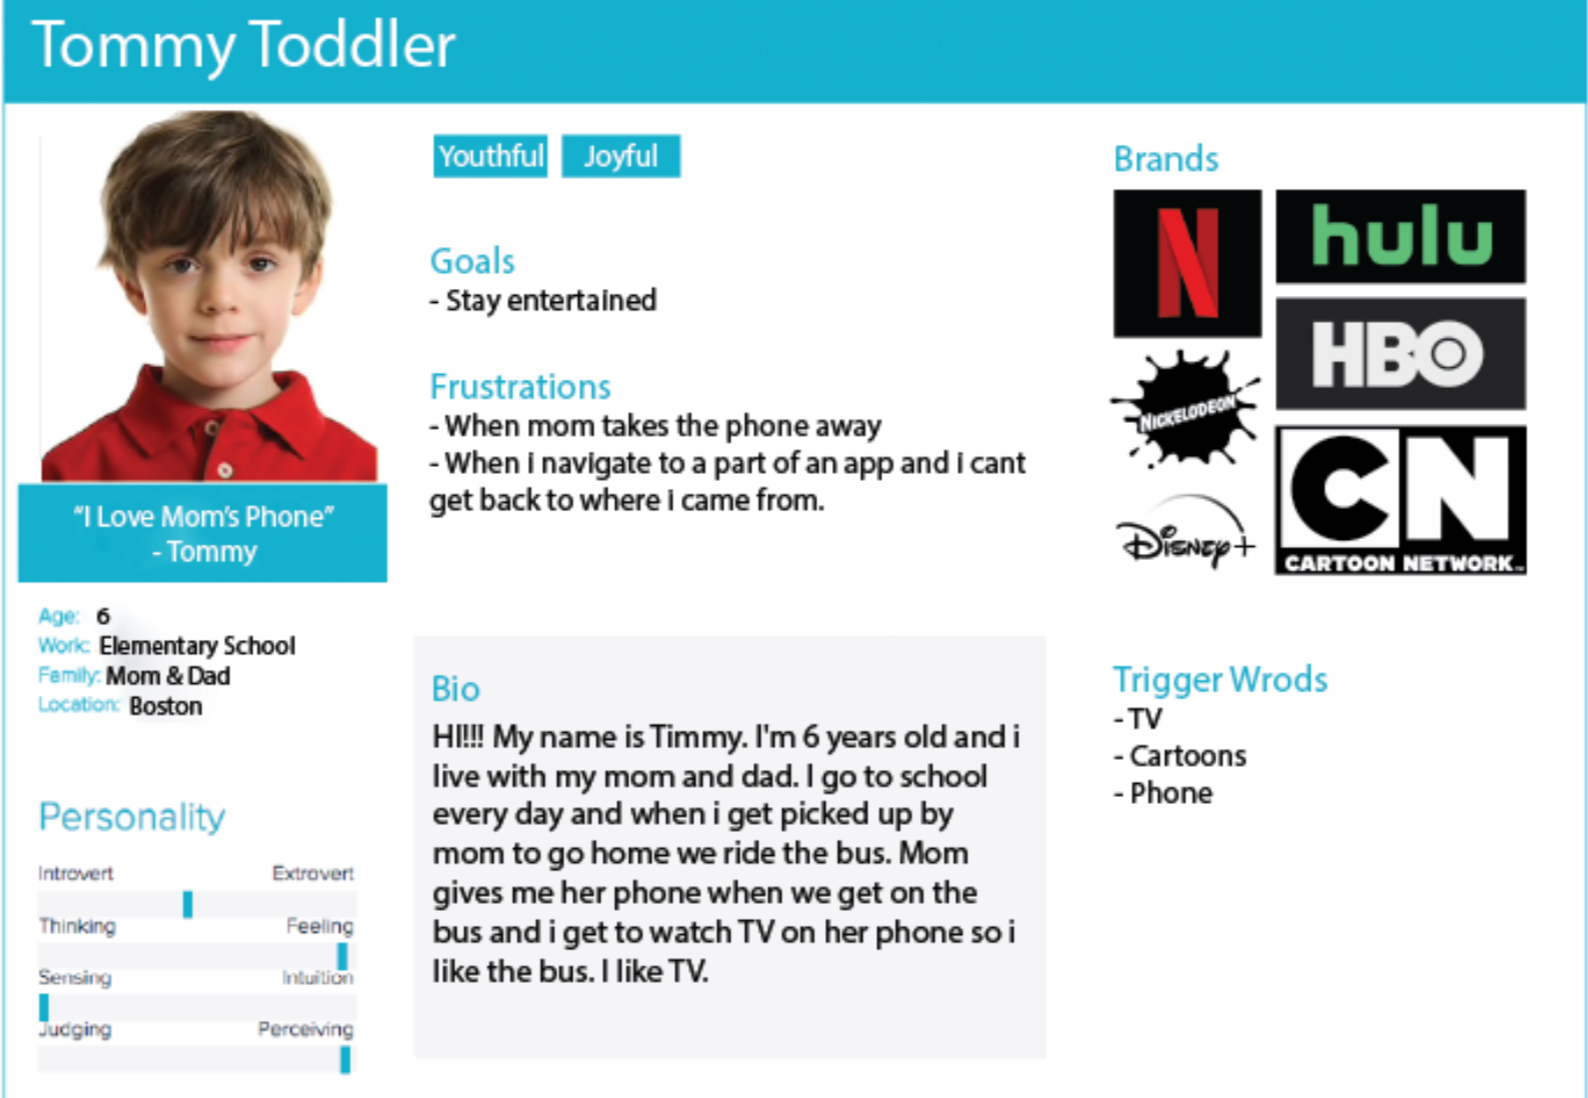 Tommy Toddler
"I Love Mom's Phone"
- Tommy
Age: 6
Work: Elementary School
Family: Mom & Dad
Location: Boston
Personality
Introvert Extrovert
Thinking Feeling
Sensing Intuition
Judging Perceiving
Youthful Joyful
Goals
- Stay entertained
Frustrations
- When mom takes the phone away
- When i navigate to a part of an app and i cant
get back to where i came from.
Bio
HI!!! My name is Timmy. I'm 6 years old and i
live with my mom and dad. I go to school
every day and when i get picked up by
mom to go home we ride the bus. Mom
gives me her phone when we get on the
bus and i get to watch TV on her phone so i
like the bus. I like TV.
Brands
N
hulu
HBO
NICKELODEON
Disney+
CN
CARTOON NETWORK™
Trigger Wrods
- TV
- Cartoons
- Phone